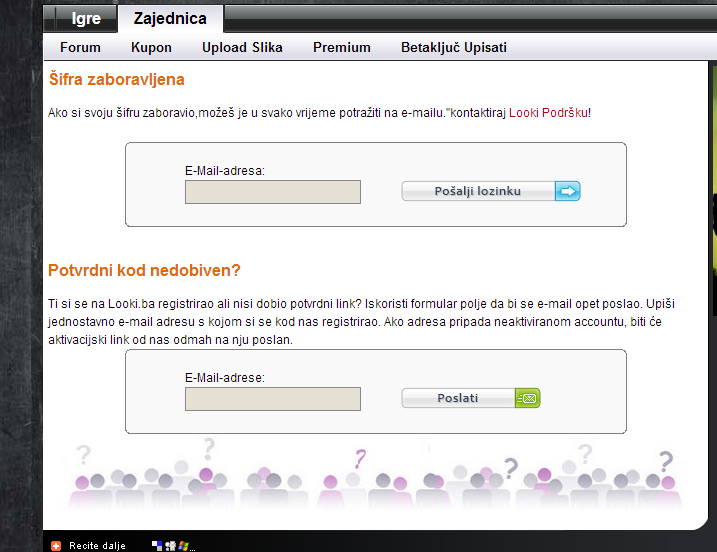 Igre Zajednica
Forum Kupon Upload Slika Premium Betaključ Upisati
Šifra zaboravljena
Ako si svoju šifru zaboravio,možeš je u svako vrijeme potražiti na e-mailu."kontaktiraj Looki Podršku!
E-Mail-adresa:
Pošalji lozinku
Potvrdni kod nedobiven?
Ti si se na Looki.ba registrirao ali nisi dobio potvrdni link? Iskoristi formular polje da bi se e-mail opet poslao. Upiši
jednostavno e-mail adresu s kojom si se kod nas registrirao. Ako adresa pripada neaktiviranom accountu, biti će
aktivacijski link od nas odmah na nju poslan.
E-Mail-adrese:
Poslati
? ? ? ? ? ?
Recite dalje ...